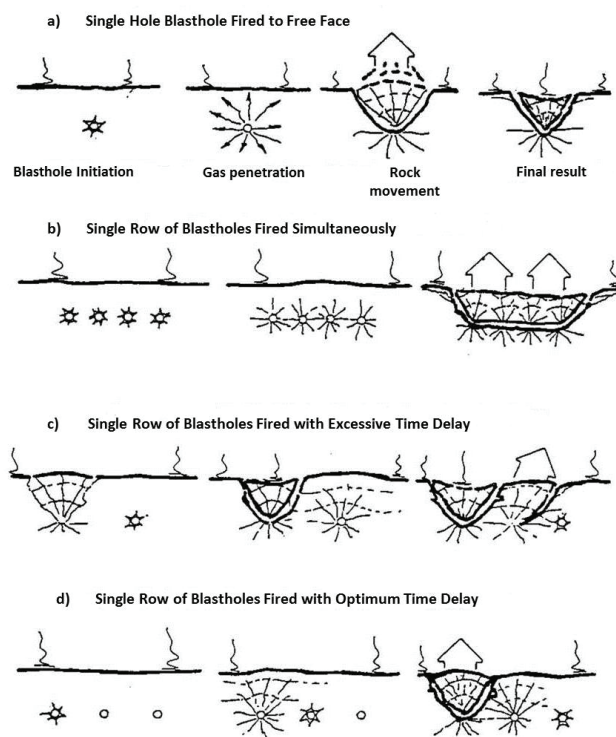 a) Single Hole Blasthole Fired to Free Face
Blasthole Initiation
Gas penetration
Rock
movement
Final result
b) Single Row of Blastholes Fired Simultaneously
c) Single Row of Blastholes Fired with Excessive Time Delay
d) Single Row of Blastholes Fired with Optimum Time Delay